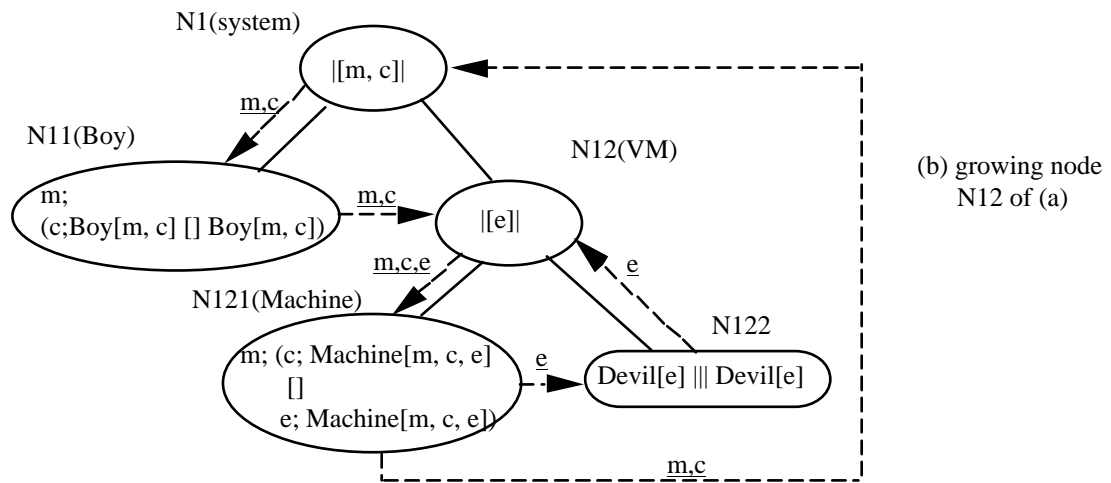 N1(system)
|[m, c]|
m,c
N11(Boy)
N12(VM)
(b) growing node
N12 of (a)
m;
(c;Boy[m, c] [] Boy[m, c])
m,c
|[e]|
m,c,e
e
N121(Machine)
N122
m; (c; Machine[m, c, e]
[]
e; Machine[m, c, e])
e
Devil[e] ||| Devil[e]
m,c